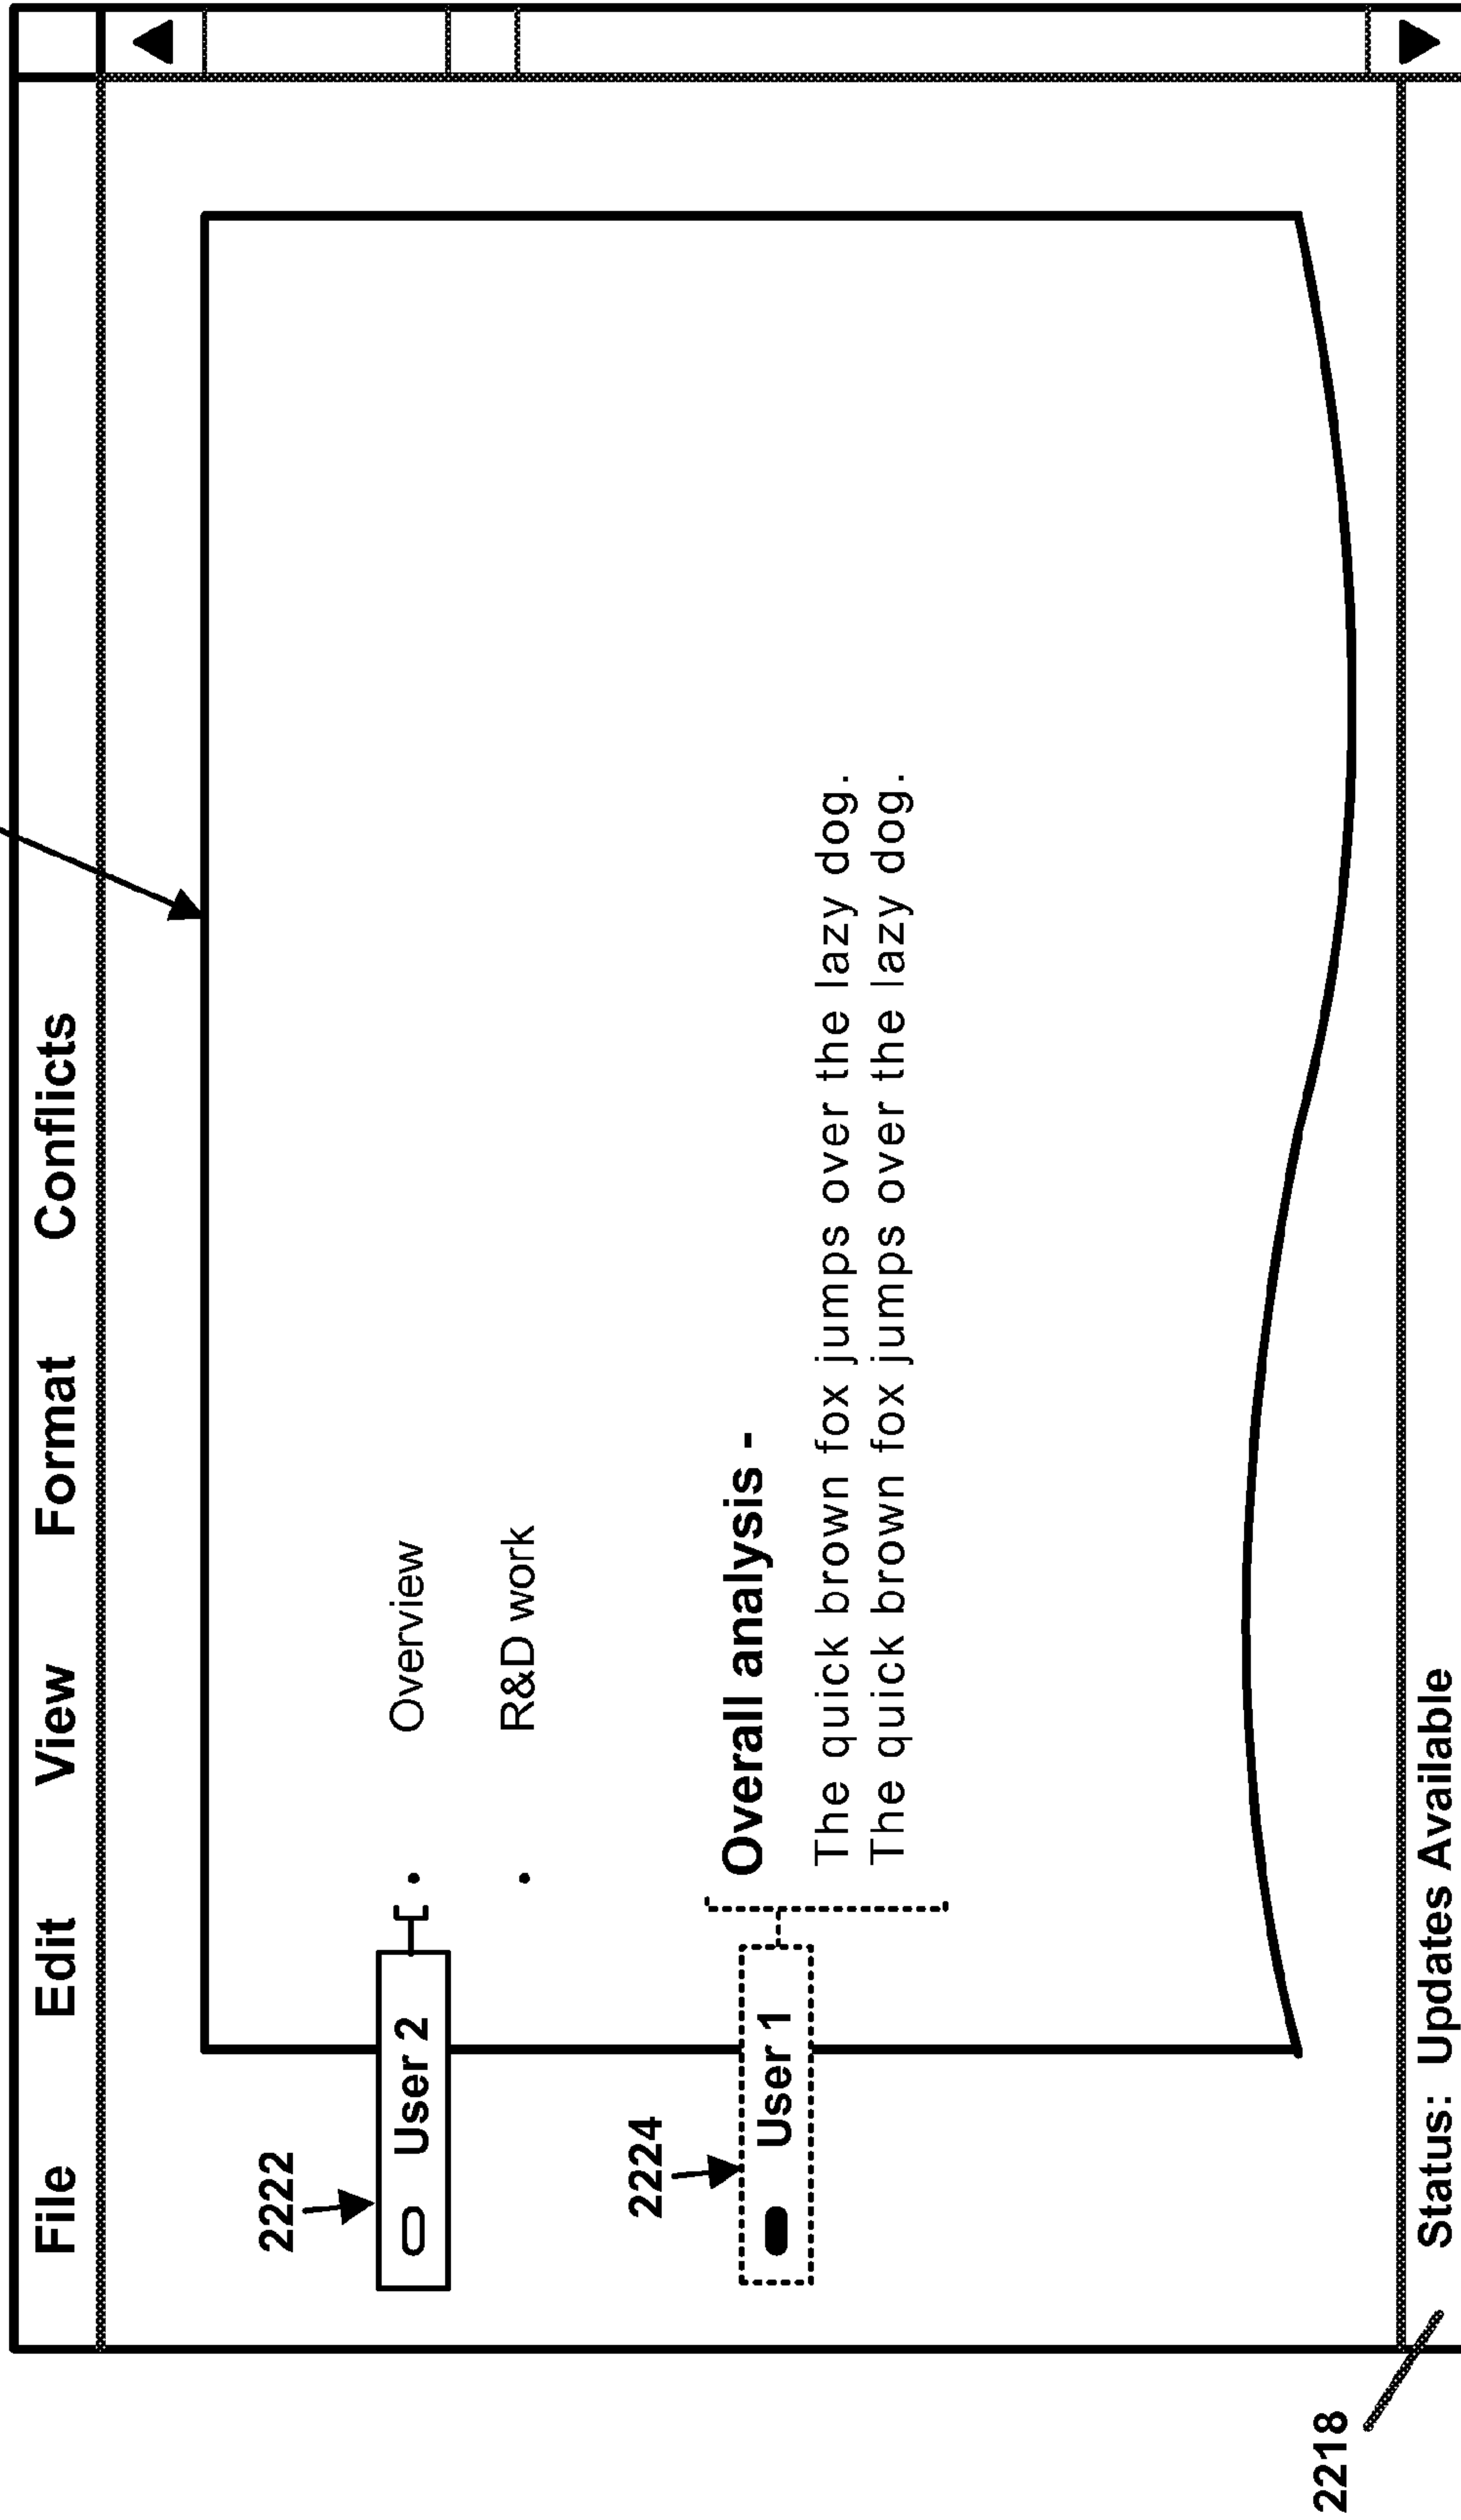 File Edit View Format Conflicts
2222
User 2
• Overview
• R&D work
2224
User 1
Overall analysis -
The quick brown fox jumps over the lazy dog.
The quick brown fox jumps over the lazy dog.
2218
Status: Updates Available